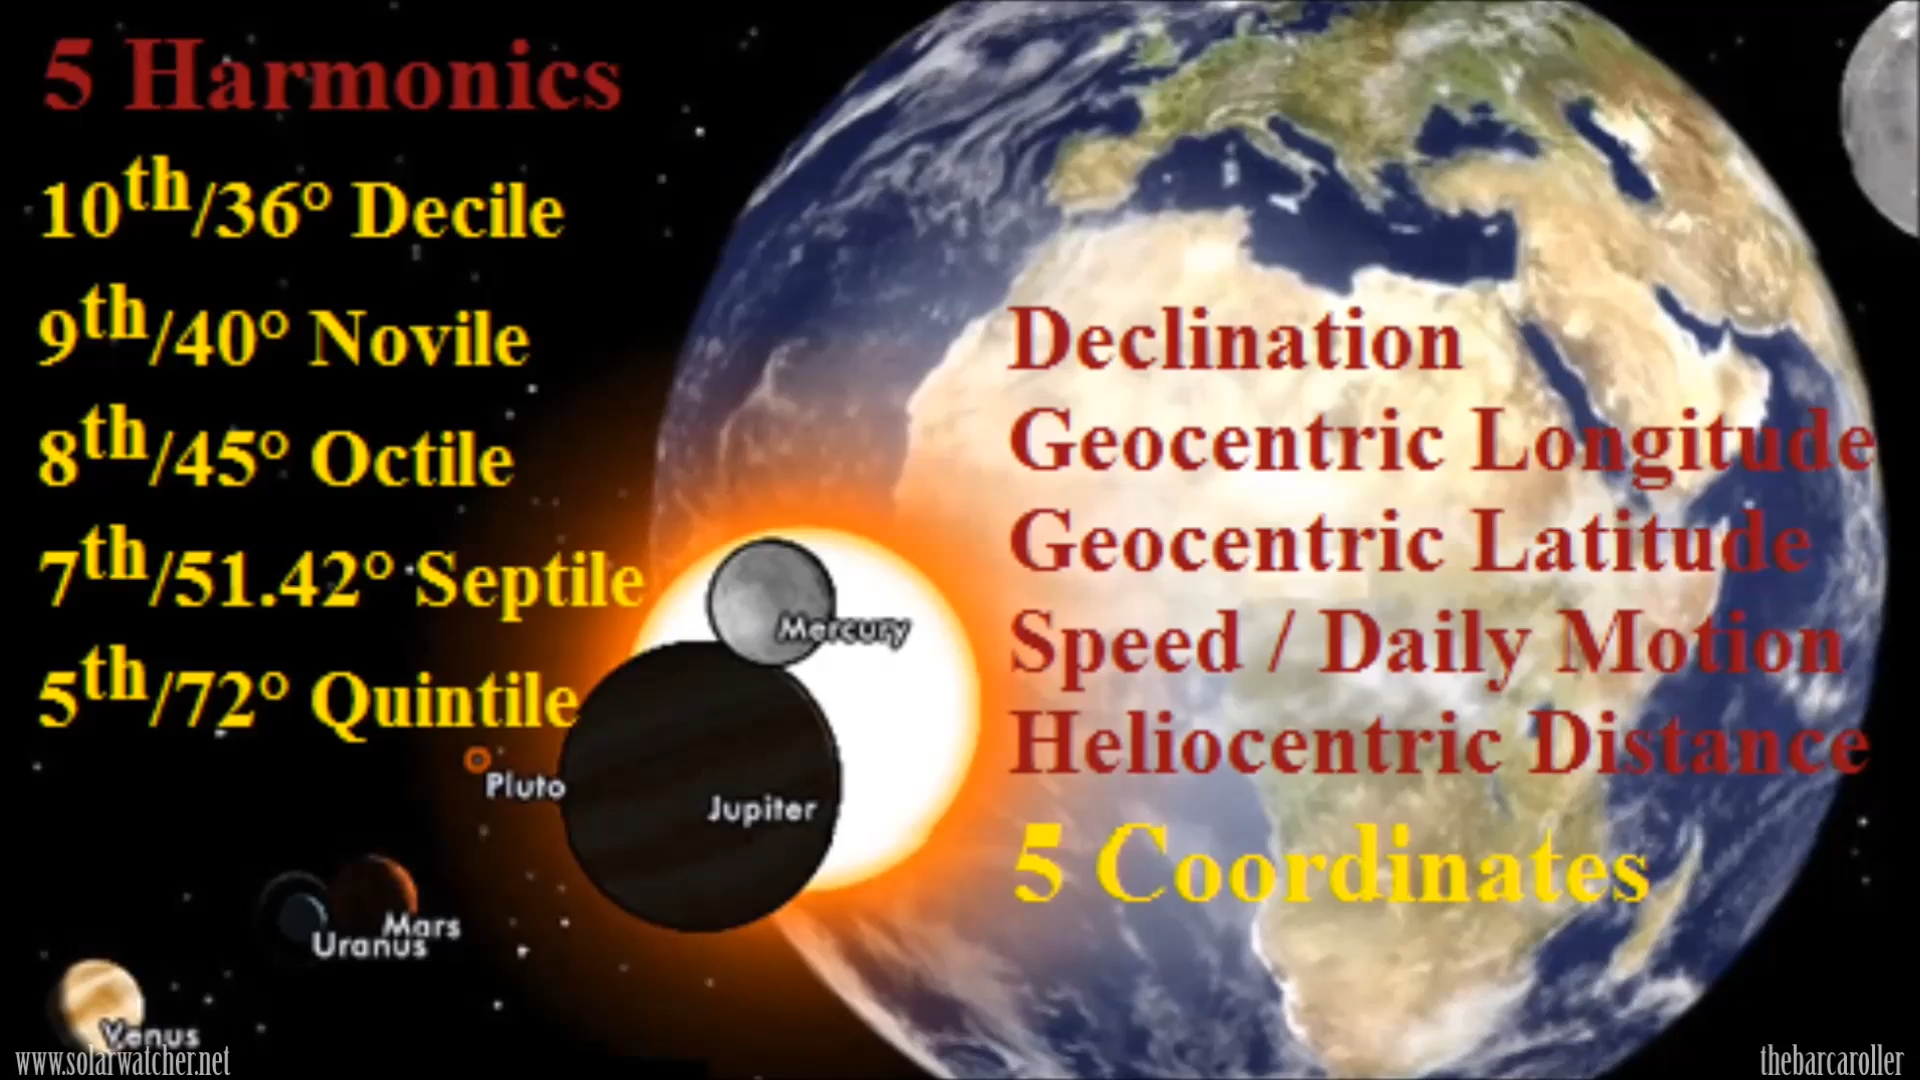 5 Harmonics
10th/36° Decile
9th/40° Novile
8th/45° Octile
7th/51.42° Septile
5th/72° Quintile
Declination
Geocentric Longitude
Geocentric Latitude
Speed / Daily Motion
Heliocentric Distance
5 Coordinates
Mercury
Pluto
Jupiter
Mars
Uranus
Venus
www.solarwatcher.net
thebarcaroller